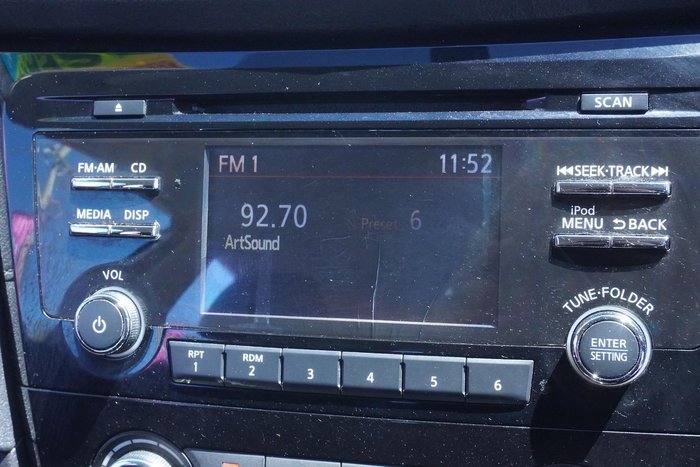 SCAN
FM·AM CD
MEDIA DISP
VOL
FM 1 11:52
92.70 Preset 6
ArtSound
SEEK·TRACK
iPod
MENU BACK
TUNE·FOLDER
ENTER
SETTING
RPT
1
RDM
2
3
4
5
6